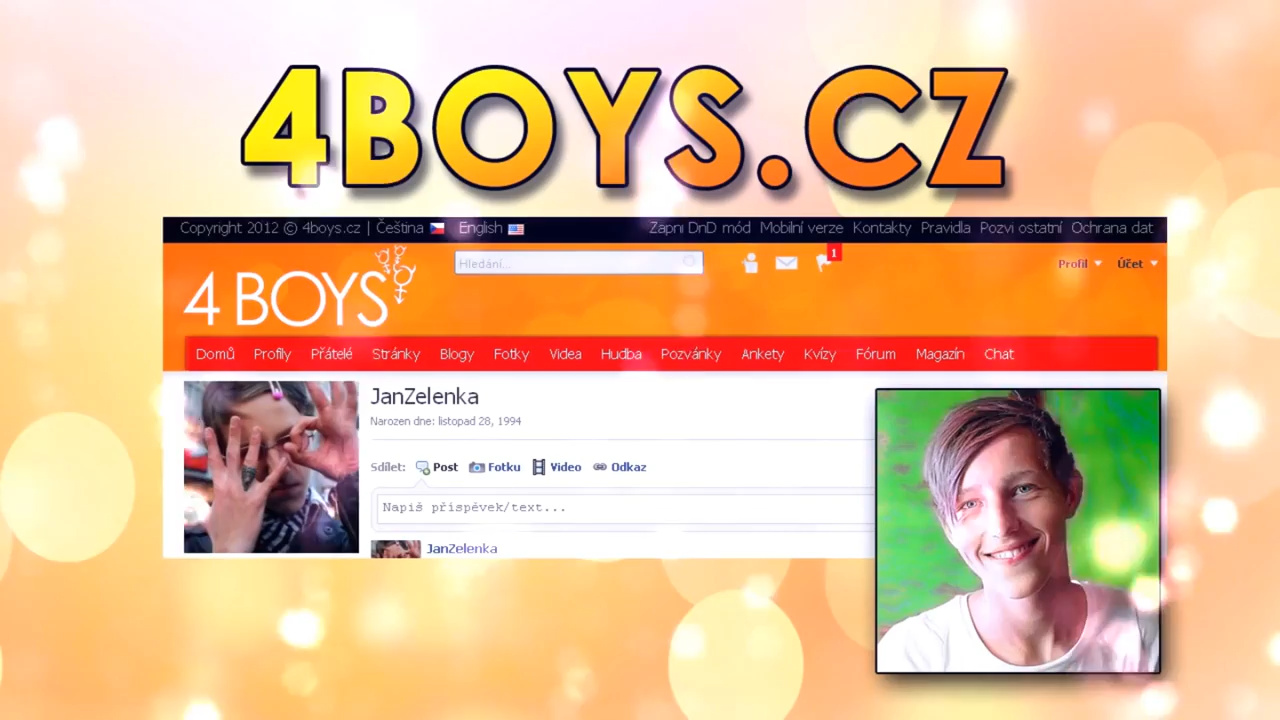 4BOYS.CZ
Copyright 2012 © 4boys.cz | Čeština English Zapni DnD mód Mobilní verze Kontakty Pravidla Pozvi ostatní Ochrana dat
Hledání... 1 Profil Účet
4 BOYS
Domů Profily Přátelé Stránky Blogy Fotky Videa Hudba Pozvánky Ankety Kvízy Fórum Magazín Chat
JanZelenka
Narozen dne: listopad 28, 1994
Sdílet: Post Fotku Video Odkaz
Napiš příspěvek/text...
JanZelenka